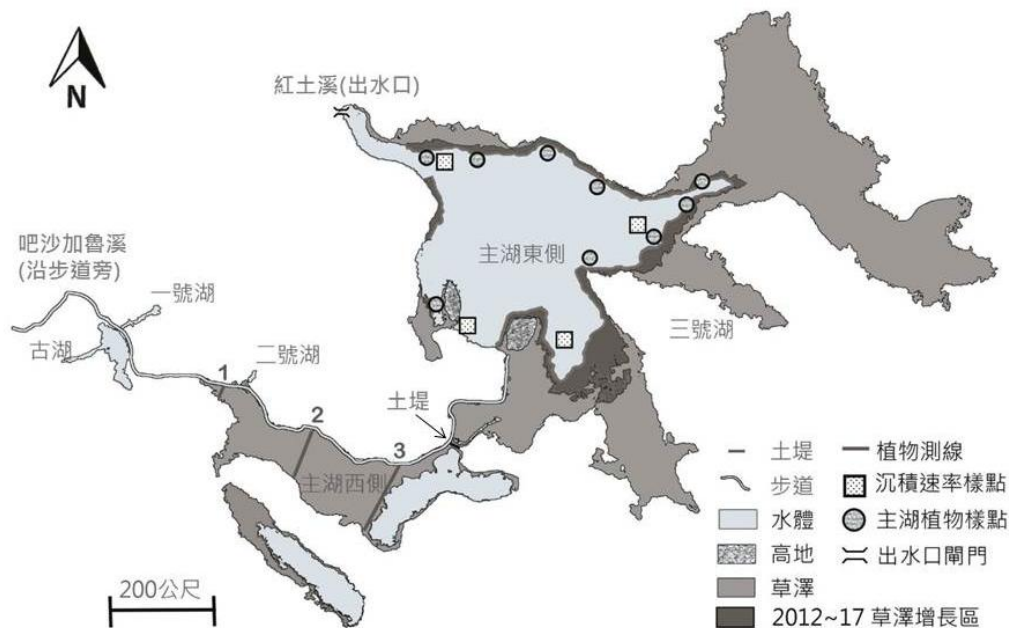 N
紅土溪(出水口)
吧沙加魯溪
(沿步道旁)
一號湖
古湖
二號湖
主湖東側
三號湖
土堤
1
2
3
主湖西側
200公尺
土堤
步道
水體
高地
草澤
2012~17 草澤增長區
植物測線
沉積速率樣點
主湖植物樣點
出水口閘門